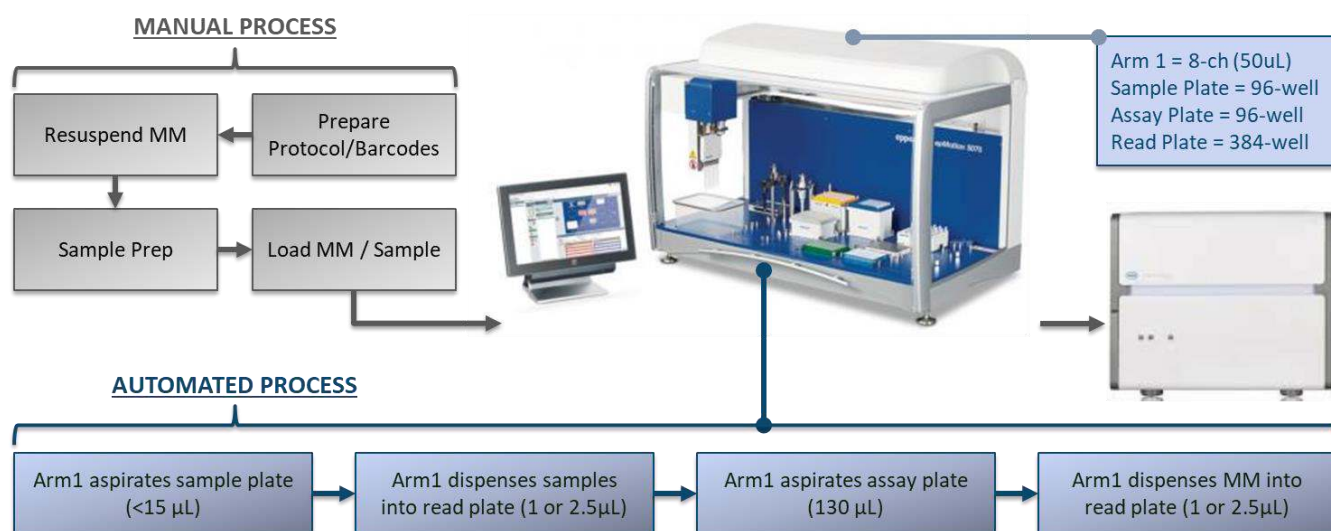 MANUAL PROCESS
Resuspend MM
Prepare
Protocol/Barcodes
Sample Prep
Load MM / Sample
Arm 1 = 8-ch (50uL)
Sample Plate = 96-well
Assay Plate = 96-well
Read Plate = 384-well
AUTOMATED PROCESS
Arm1 aspirates sample plate
(<15 µL)
Arm1 dispenses samples
into read plate (1 or 2.5µL)
Arm1 aspirates assay plate
(130 µL)
Arm1 dispenses MM into
read plate (1 or 2.5µL)